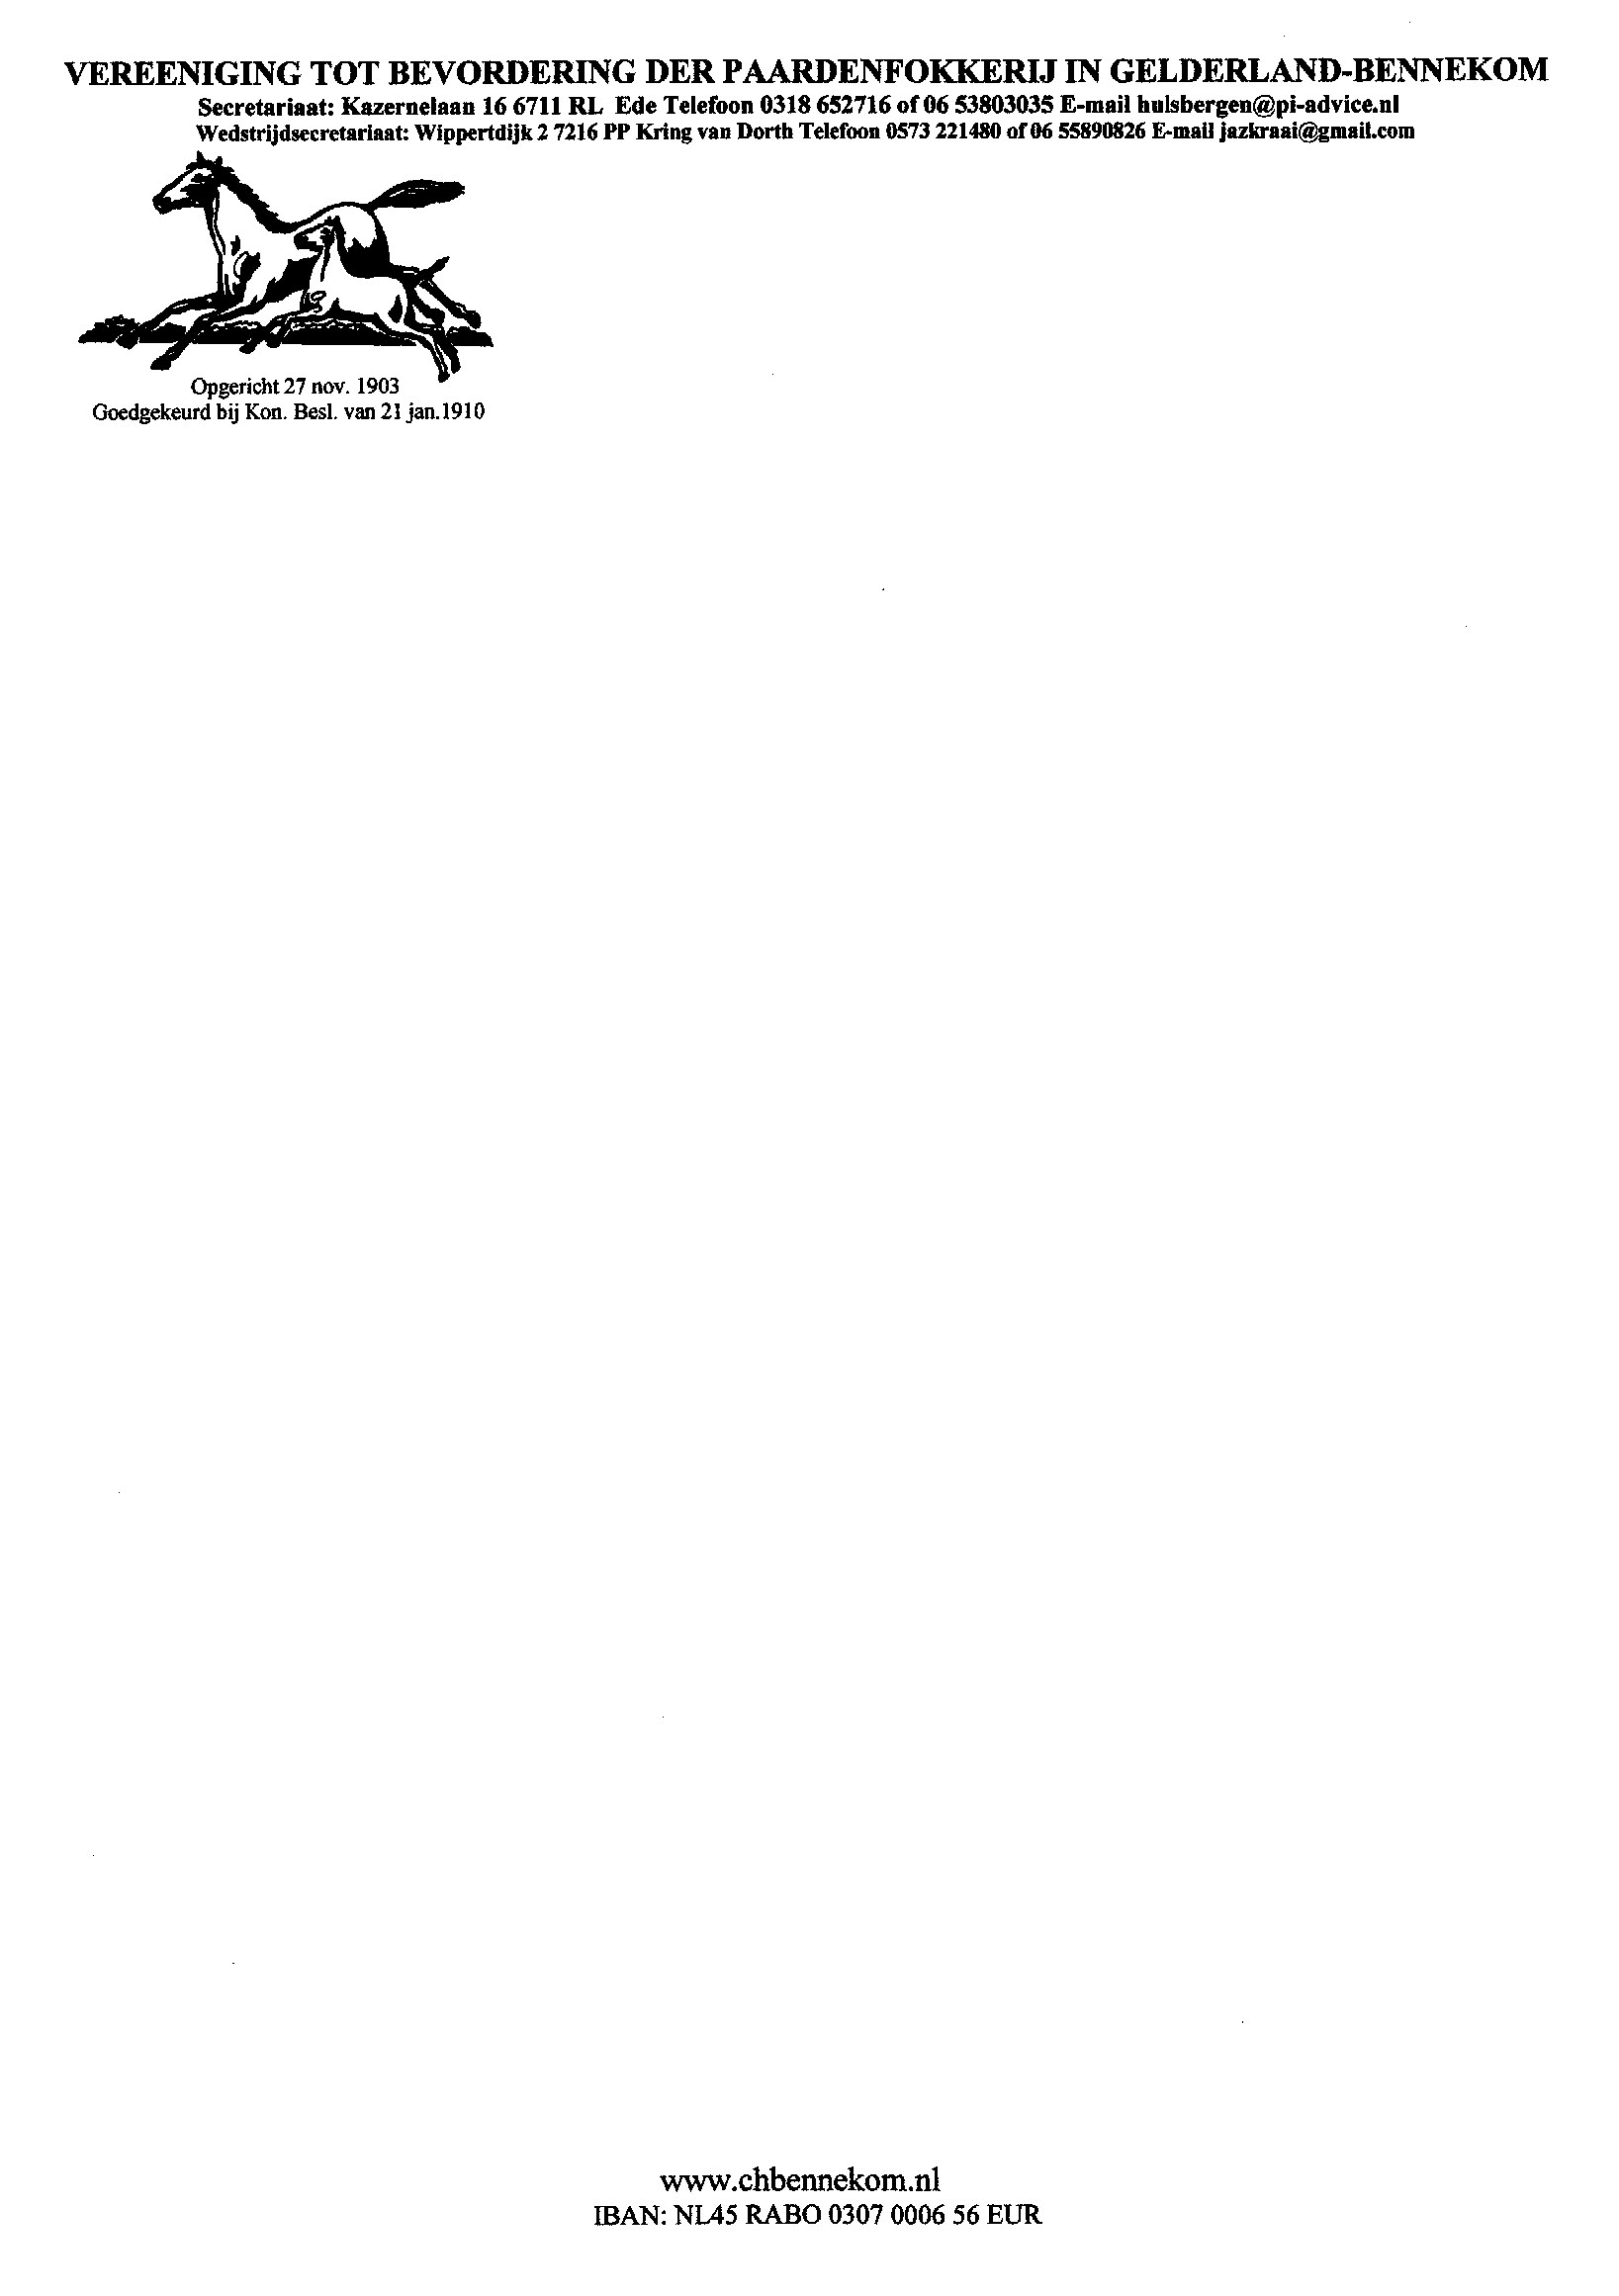 VEREENIGING TOT BEVORDERING DER PAARDENFOKKERIJ IN GELDERLAND-BENNEKOM
Secretariaat: Kazernelaan 16 6711 RL Ede Telefoon 0318 652716 of 06 53803035 E-mail hulsbergen@pi-advice.nl
Wedstrijdsecretariaat: Wippertdijk 2 7216 PP Kring van Dorth Telefoon 0573 221480 of 06 55890826 E-mail jazkraai@gmail.com
Opgericht 27 nov. 1903
Goedgekeurd bij Kon. Besl. van 21 jan.1910
www.chbennekom.nl
IBAN: NL45 RABO 0307 0006 56 EUR